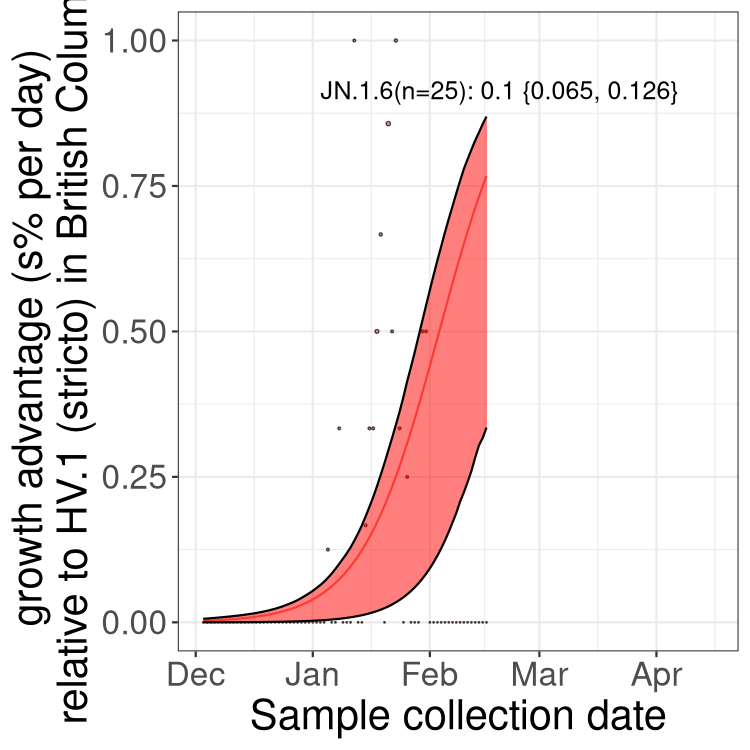 growth advantage (s% per day)
relative to HV.1 (stricto) in British Colum
1.00
0.75
0.50
0.25
0.00
JN.1.6(n=25): 0.1 {0.065, 0.126}
Dec Jan Feb Mar Apr
Sample collection date